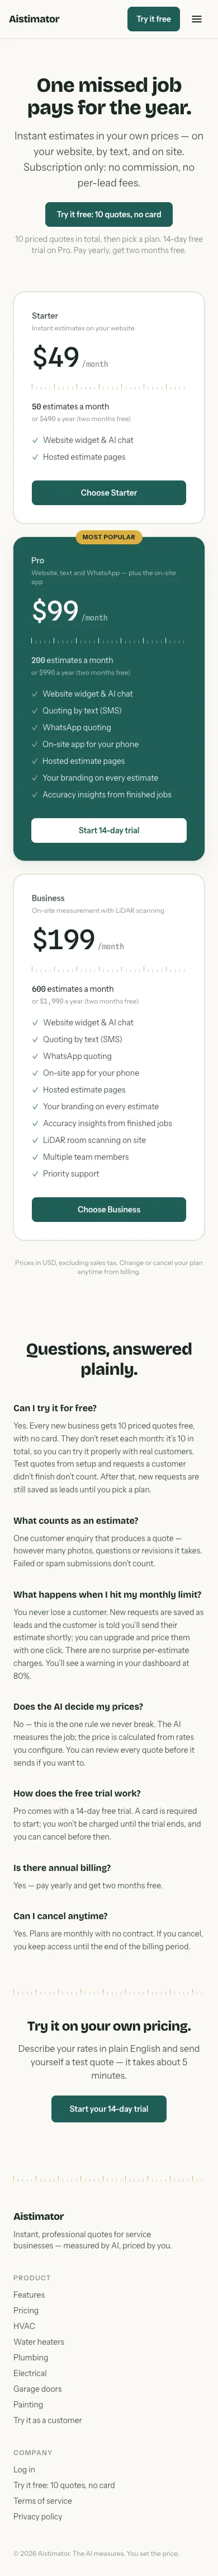 Aistimator
Try it free
One missed job
pays for the year.
Instant estimates in your own prices — on
your website, by text, and on site.
Subscription only: no commission, no
per-lead fees.
Try it free: 10 quotes, no card
10 priced quotes in total, then pick a plan. 14-day free
trial on Pro. Pay yearly, get two months free.
Starter
Instant estimates on your website
$49 /month
50 estimates a month
or $490 a year (two months free)
✓ Website widget & AI chat
✓ Hosted estimate pages
Choose Starter
MOST POPULAR
Pro
Website, text and WhatsApp — plus the on-site
app
$99 /month
200 estimates a month
or $990 a year (two months free)
✓ Website widget & AI chat
✓ Quoting by text (SMS)
✓ WhatsApp quoting
✓ On-site app for your phone
✓ Hosted estimate pages
✓ Your branding on every estimate
✓ Accuracy insights from finished jobs
Start 14-day trial
Business
On-site measurement with LiDAR scanning
$199 /month
600 estimates a month
or $1,990 a year (two months free)
✓ Website widget & AI chat
✓ Quoting by text (SMS)
✓ WhatsApp quoting
✓ On-site app for your phone
✓ Hosted estimate pages
✓ Your branding on every estimate
✓ Accuracy insights from finished jobs
✓ LiDAR room scanning on site
✓ Multiple team members
✓ Priority support
Choose Business
Prices in USD, excluding sales tax. Change or cancel your plan
anytime from billing.
Questions, answered
plainly.
Can I try it for free?
Yes. Every new business gets 10 priced quotes free,
with no card. They don't reset each month: it's 10 in
total, so you can try it properly with real customers.
Test quotes from setup and requests a customer
didn't finish don't count. After that, new requests are
still saved as leads until you pick a plan.
What counts as an estimate?
One customer enquiry that produces a quote —
however many photos, questions or revisions it takes.
Failed or spam submissions don't count.
What happens when I hit my monthly limit?
You never lose a customer. New requests are saved as
leads and the customer is told you'll send their
estimate shortly; you can upgrade and price them
with one click. There are no surprise per-estimate
charges. You'll see a warning in your dashboard at
80%.
Does the AI decide my prices?
No — this is the one rule we never break. The AI
measures the job; the price is calculated from rates
you configure. You can review every quote before it
sends if you want to.
How does the free trial work?
Pro comes with a 14-day free trial. A card is required
to start; you won't be charged until the trial ends, and
you can cancel before then.
Is there annual billing?
Yes — pay yearly and get two months free.
Can I cancel anytime?
Yes. Plans are monthly with no contract. If you cancel,
you keep access until the end of the billing period.
Try it on your own pricing.
Describe your rates in plain English and send
yourself a test quote — it takes about 5
minutes.
Start your 14-day trial
Aistimator
Instant, professional quotes for service
businesses — measured by AI, priced by you.
PRODUCT
Features
Pricing
HVAC
Water heaters
Plumbing
Electrical
Garage doors
Painting
Try it as a customer
COMPANY
Log in
Try it free: 10 quotes, no card
Terms of service
Privacy policy
© 2026 Aistimator. The AI measures. You set the price.